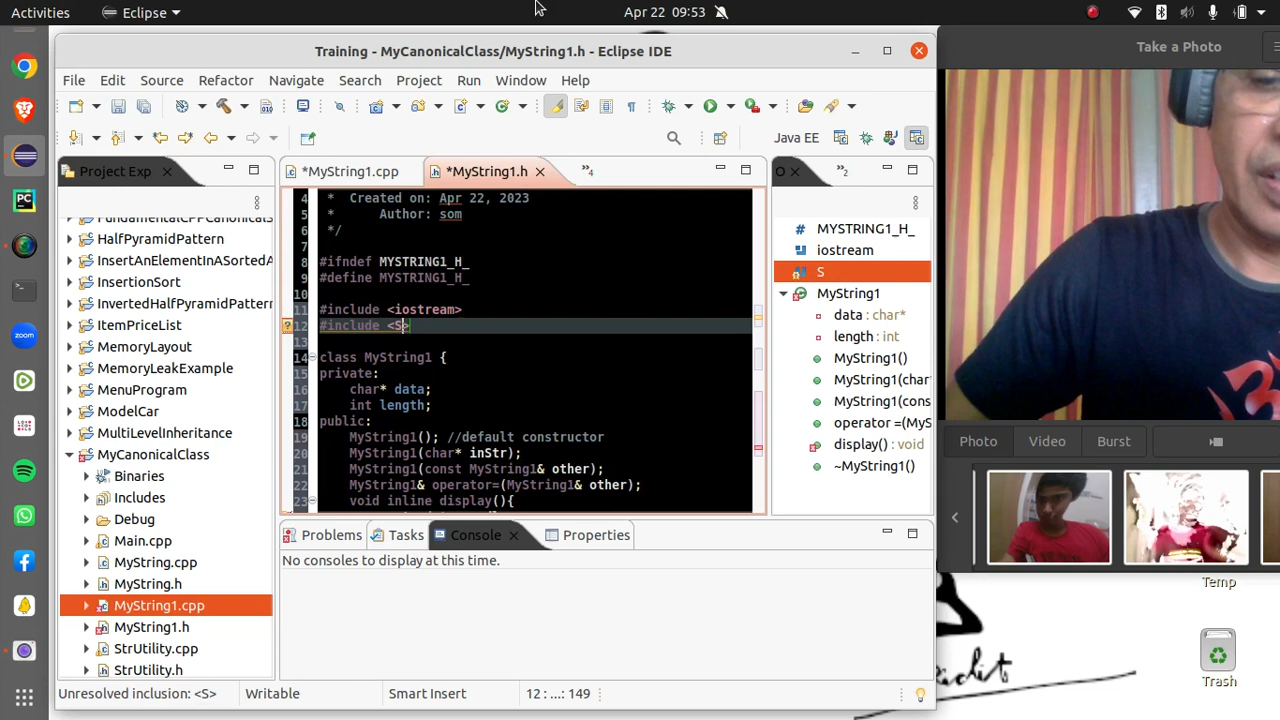 Activities
Eclipse
Apr 22 09:53
Training - MyCanonicalClass/MyString1.h - Eclipse IDE
Take a Photo
File Edit Source Refactor Navigate Search Project Run Window Help
Java EE
Project Exp
*MyString1.cpp
*MyString1.h
4
O
2
FundamentalCPPCanonicalS
HalfPyramidPattern
InsertAnElementInASortedA
InsertionSort
InvertedHalfPyramidPattern
ItemPriceList
MemoryLayout
MemoryLeakExample
MenuProgram
ModelCar
MultiLevelInheritance
MyCanonicalClass
Binaries
Includes
Debug
Main.cpp
MyString.cpp
MyString.h
MyString1.cpp
MyString1.h
StrUtility.cpp
StrUtility.h
4 * Created on: Apr 22, 2023
5 * Author: som
6 */
7
8 #ifndef MYSTRING1_H_
9 #define MYSTRING1_H_
10
11 #include <iostream>
12 #include <S>
13
14 class MyString1 {
15 private:
16 char* data;
17 int length;
18 public:
19 MyString1(); //default constructor
20 MyString1(char* inStr);
21 MyString1(const MyString1& other);
22 MyString1& operator=(MyString1& other);
23 void inline display(){
# MYSTRING1_H_
iostream
S
MyString1
data : char*
length : int
MyString1()
MyString1(char
MyString1(cons
operator =(MyS
display() : void
~MyString1()
Problems
Tasks
Console
Properties
No consoles to display at this time.
Photo
Video
Burst
Temp
Trash
Unresolved inclusion: <S>
Writable
Smart Insert
12 : ...: 149
PC
zoom